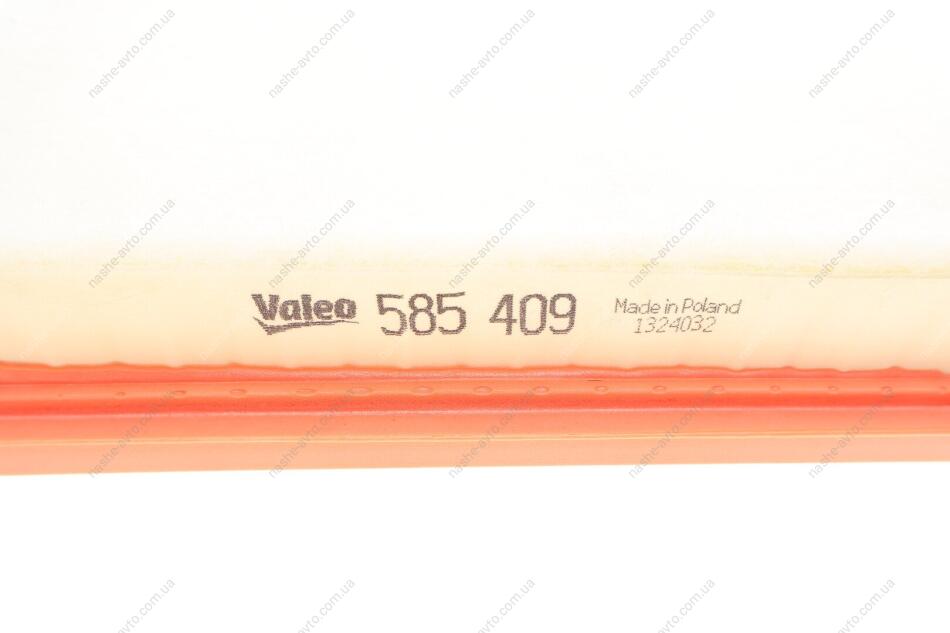 Valeo 585 409 Made in Poland
1324032
nashe-avto.com.ua